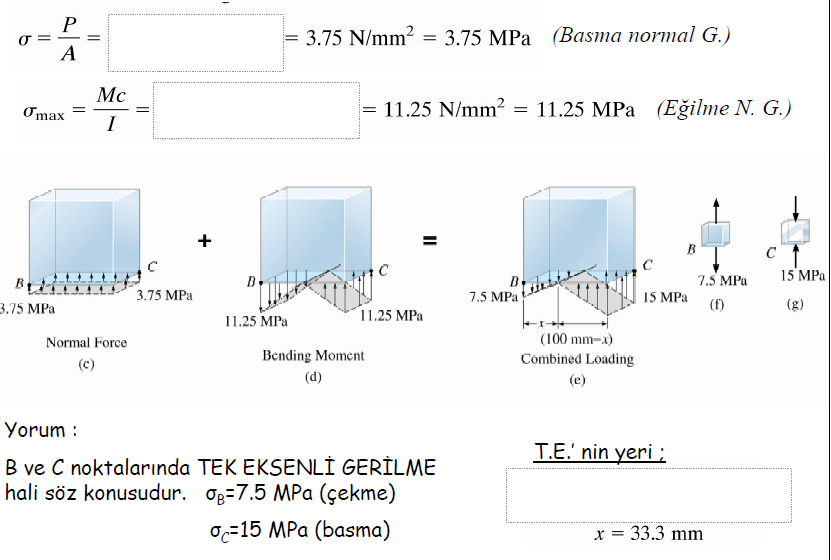 σ = P/A = = 3.75 N/mm² = 3.75 MPa (Basma normal G.)
σmax = Mc/I = = 11.25 N/mm² = 11.25 MPa (Eğilme N. G.)
B C
3.75 MPa 3.75 MPa
Normal Force
(c)
+
B C
11.25 MPa 11.25 MPa
Bending Moment
(d)
=
B C
7.5 MPa 15 MPa
x (100 mm–x)
Combined Loading
(e)
B
7.5 MPa
(f)
C
15 MPa
(g)
Yorum :
B ve C noktalarında TEK EKSENLİ GERİLME
hali söz konusudur. σB=7.5 MPa (çekme)
σC=15 MPa (basma)
T.E.' nin yeri ;
x = 33.3 mm